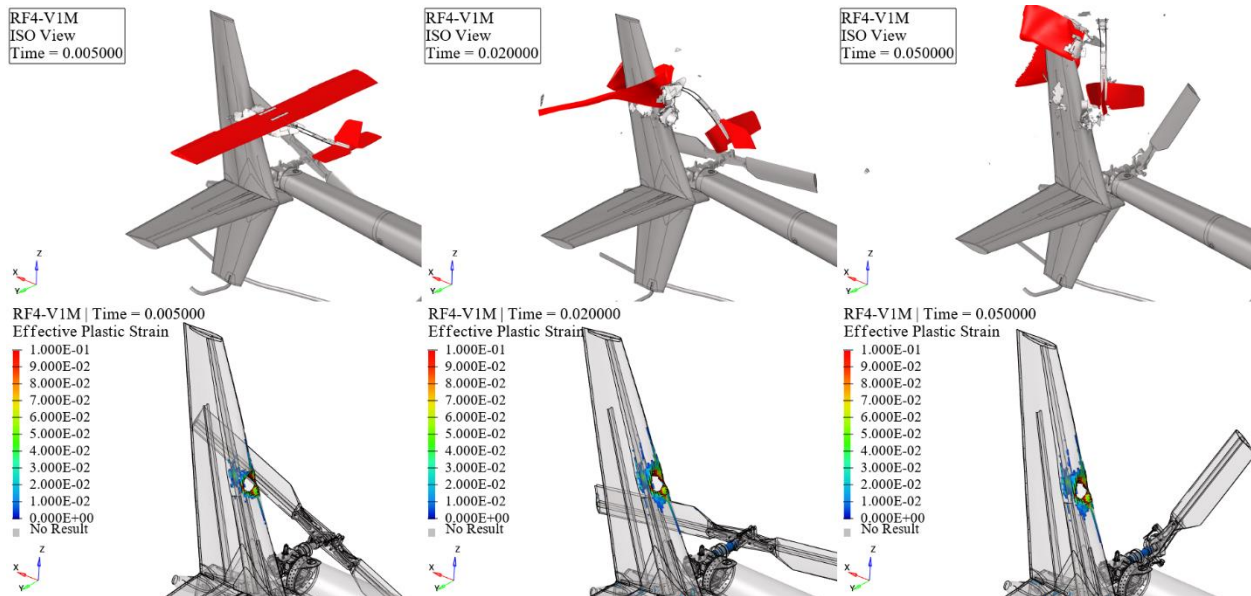 RF4-V1M
ISO View
Time = 0.005000
Z
X
Y
RF4-V1M
ISO View
Time = 0.020000
Z
X
Y
RF4-V1M
ISO View
Time = 0.050000
Z
X
Y
RF4-V1M | Time = 0.005000
Effective Plastic Strain
1.000E-01
9.000E-02
8.000E-02
7.000E-02
6.000E-02
5.000E-02
4.000E-02
3.000E-02
2.000E-02
1.000E-02
0.000E+00
No Result
Z
X
Y
RF4-V1M | Time = 0.020000
Effective Plastic Strain
1.000E-01
9.000E-02
8.000E-02
7.000E-02
6.000E-02
5.000E-02
4.000E-02
3.000E-02
2.000E-02
1.000E-02
0.000E+00
No Result
Z
X
Y
RF4-V1M | Time = 0.050000
Effective Plastic Strain
1.000E-01
9.000E-02
8.000E-02
7.000E-02
6.000E-02
5.000E-02
4.000E-02
3.000E-02
2.000E-02
1.000E-02
0.000E+00
No Result
Z
X
Y